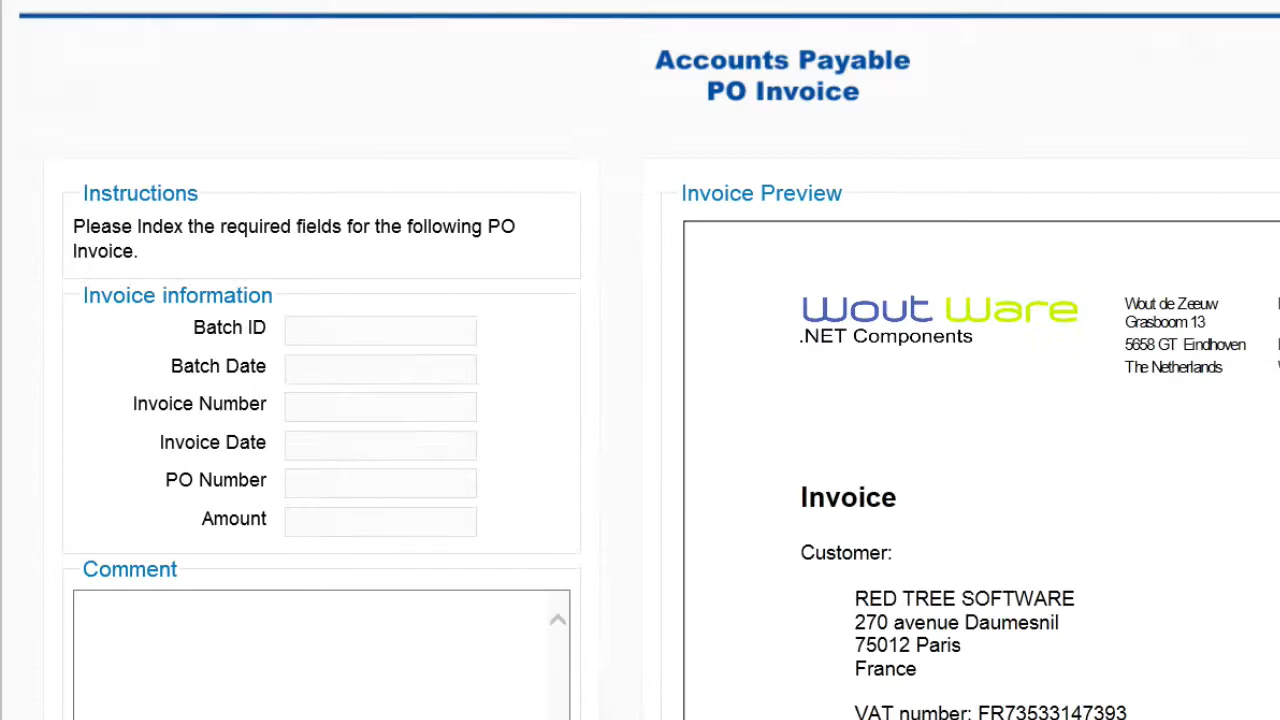 Accounts Payable
PO Invoice
Instructions
Please Index the required fields for the following PO
Invoice.
Invoice information
Batch ID
Batch Date
Invoice Number
Invoice Date
PO Number
Amount
Comment
Invoice Preview
Wout Ware
.NET Components
Wout de Zeeuw
Grasboom 13
5658 GT Eindhoven
The Netherlands
Invoice
Customer:
RED TREE SOFTWARE
270 avenue Daumesnil
75012 Paris
France
VAT number: FR73533147393